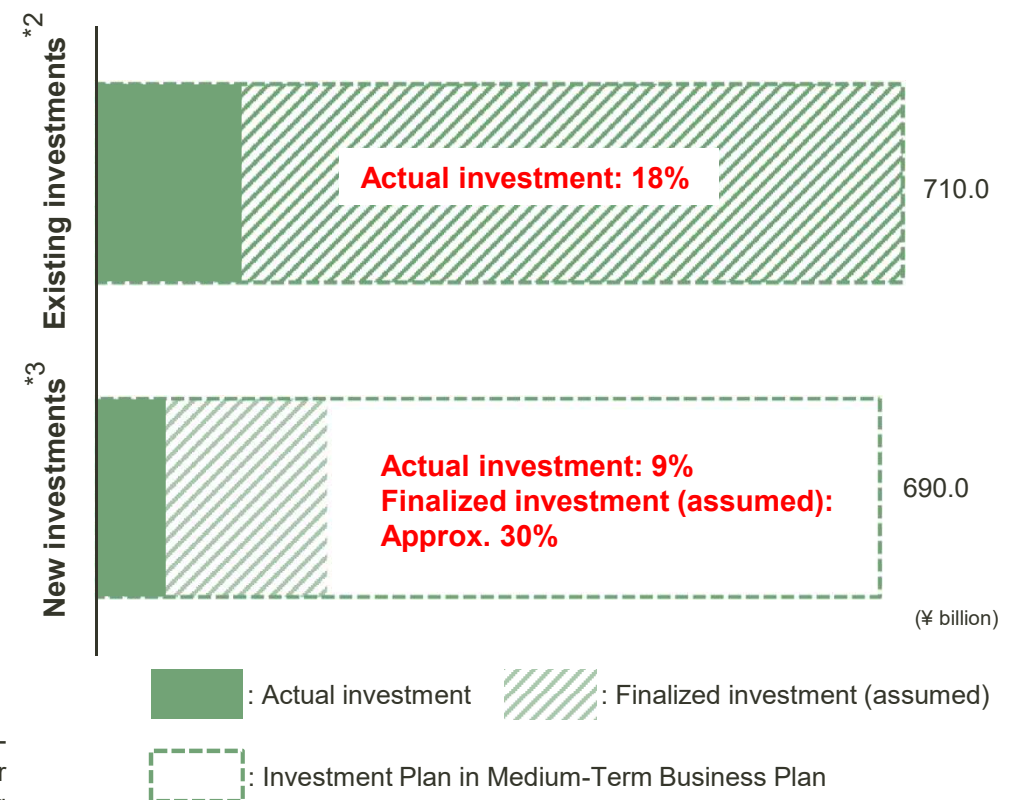 Existing investments *2
Actual investment: 18%
710.0
New investments *3
Actual investment: 9%
Finalized investment (assumed):
Approx. 30%
690.0
(¥ billion)
: Actual investment
: Finalized investment (assumed)
: Investment Plan in Medium-Term Business Plan